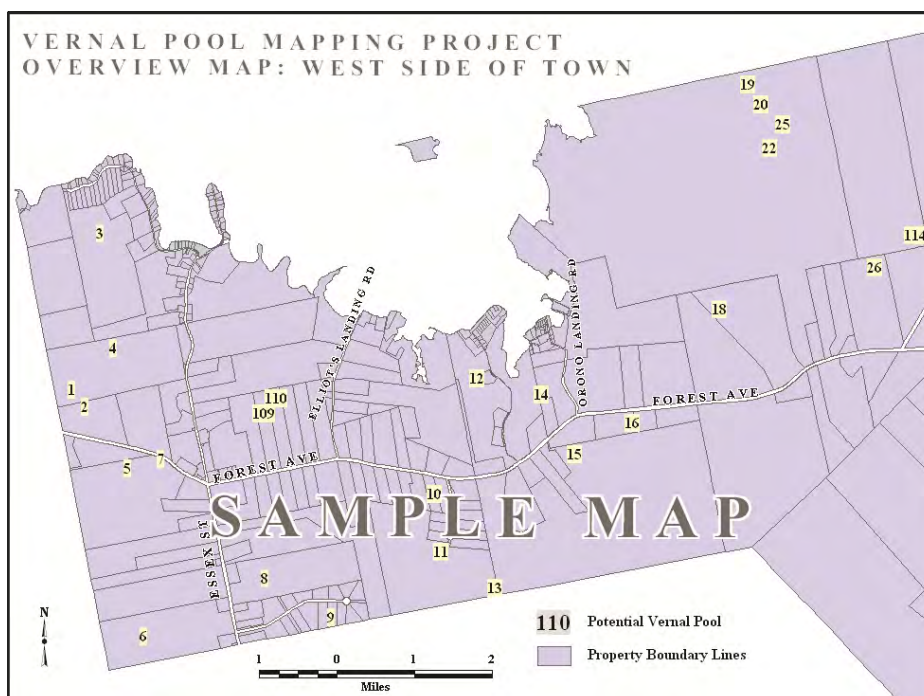 VERNAL POOL MAPPING PROJECT
OVERVIEW MAP: WEST SIDE OF TOWN
19
20
25
22
3
114
26
18
4
ELLIOT'S LANDING RD
ORONO LANDING RD
1
2
110
109
12
14
FOREST AVE
16
15
5
7
FOREST AVE
10
SAMPLE MAP
ESSEX ST
11
8
13
9
6
N
1 0 1 2
Miles
110 Potential Vernal Pool
Property Boundary Lines